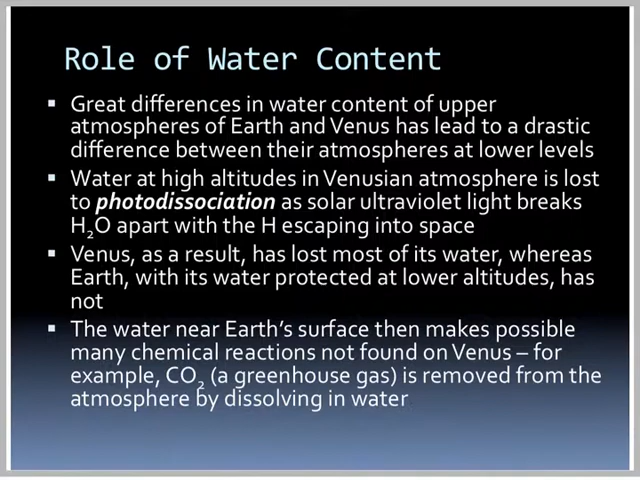 Role of Water Content
▪ Great differences in water content of upper
atmospheres of Earth and Venus has lead to a drastic
difference between their atmospheres at lower levels
▪ Water at high altitudes in Venusian atmosphere is lost
to photodissociation as solar ultraviolet light breaks
H₂O apart with the H escaping into space
▪ Venus, as a result, has lost most of its water, whereas
Earth, with its water protected at lower altitudes, has
not
▪ The water near Earth's surface then makes possible
many chemical reactions not found on Venus – for
example, CO₂ (a greenhouse gas) is removed from the
atmosphere by dissolving in water